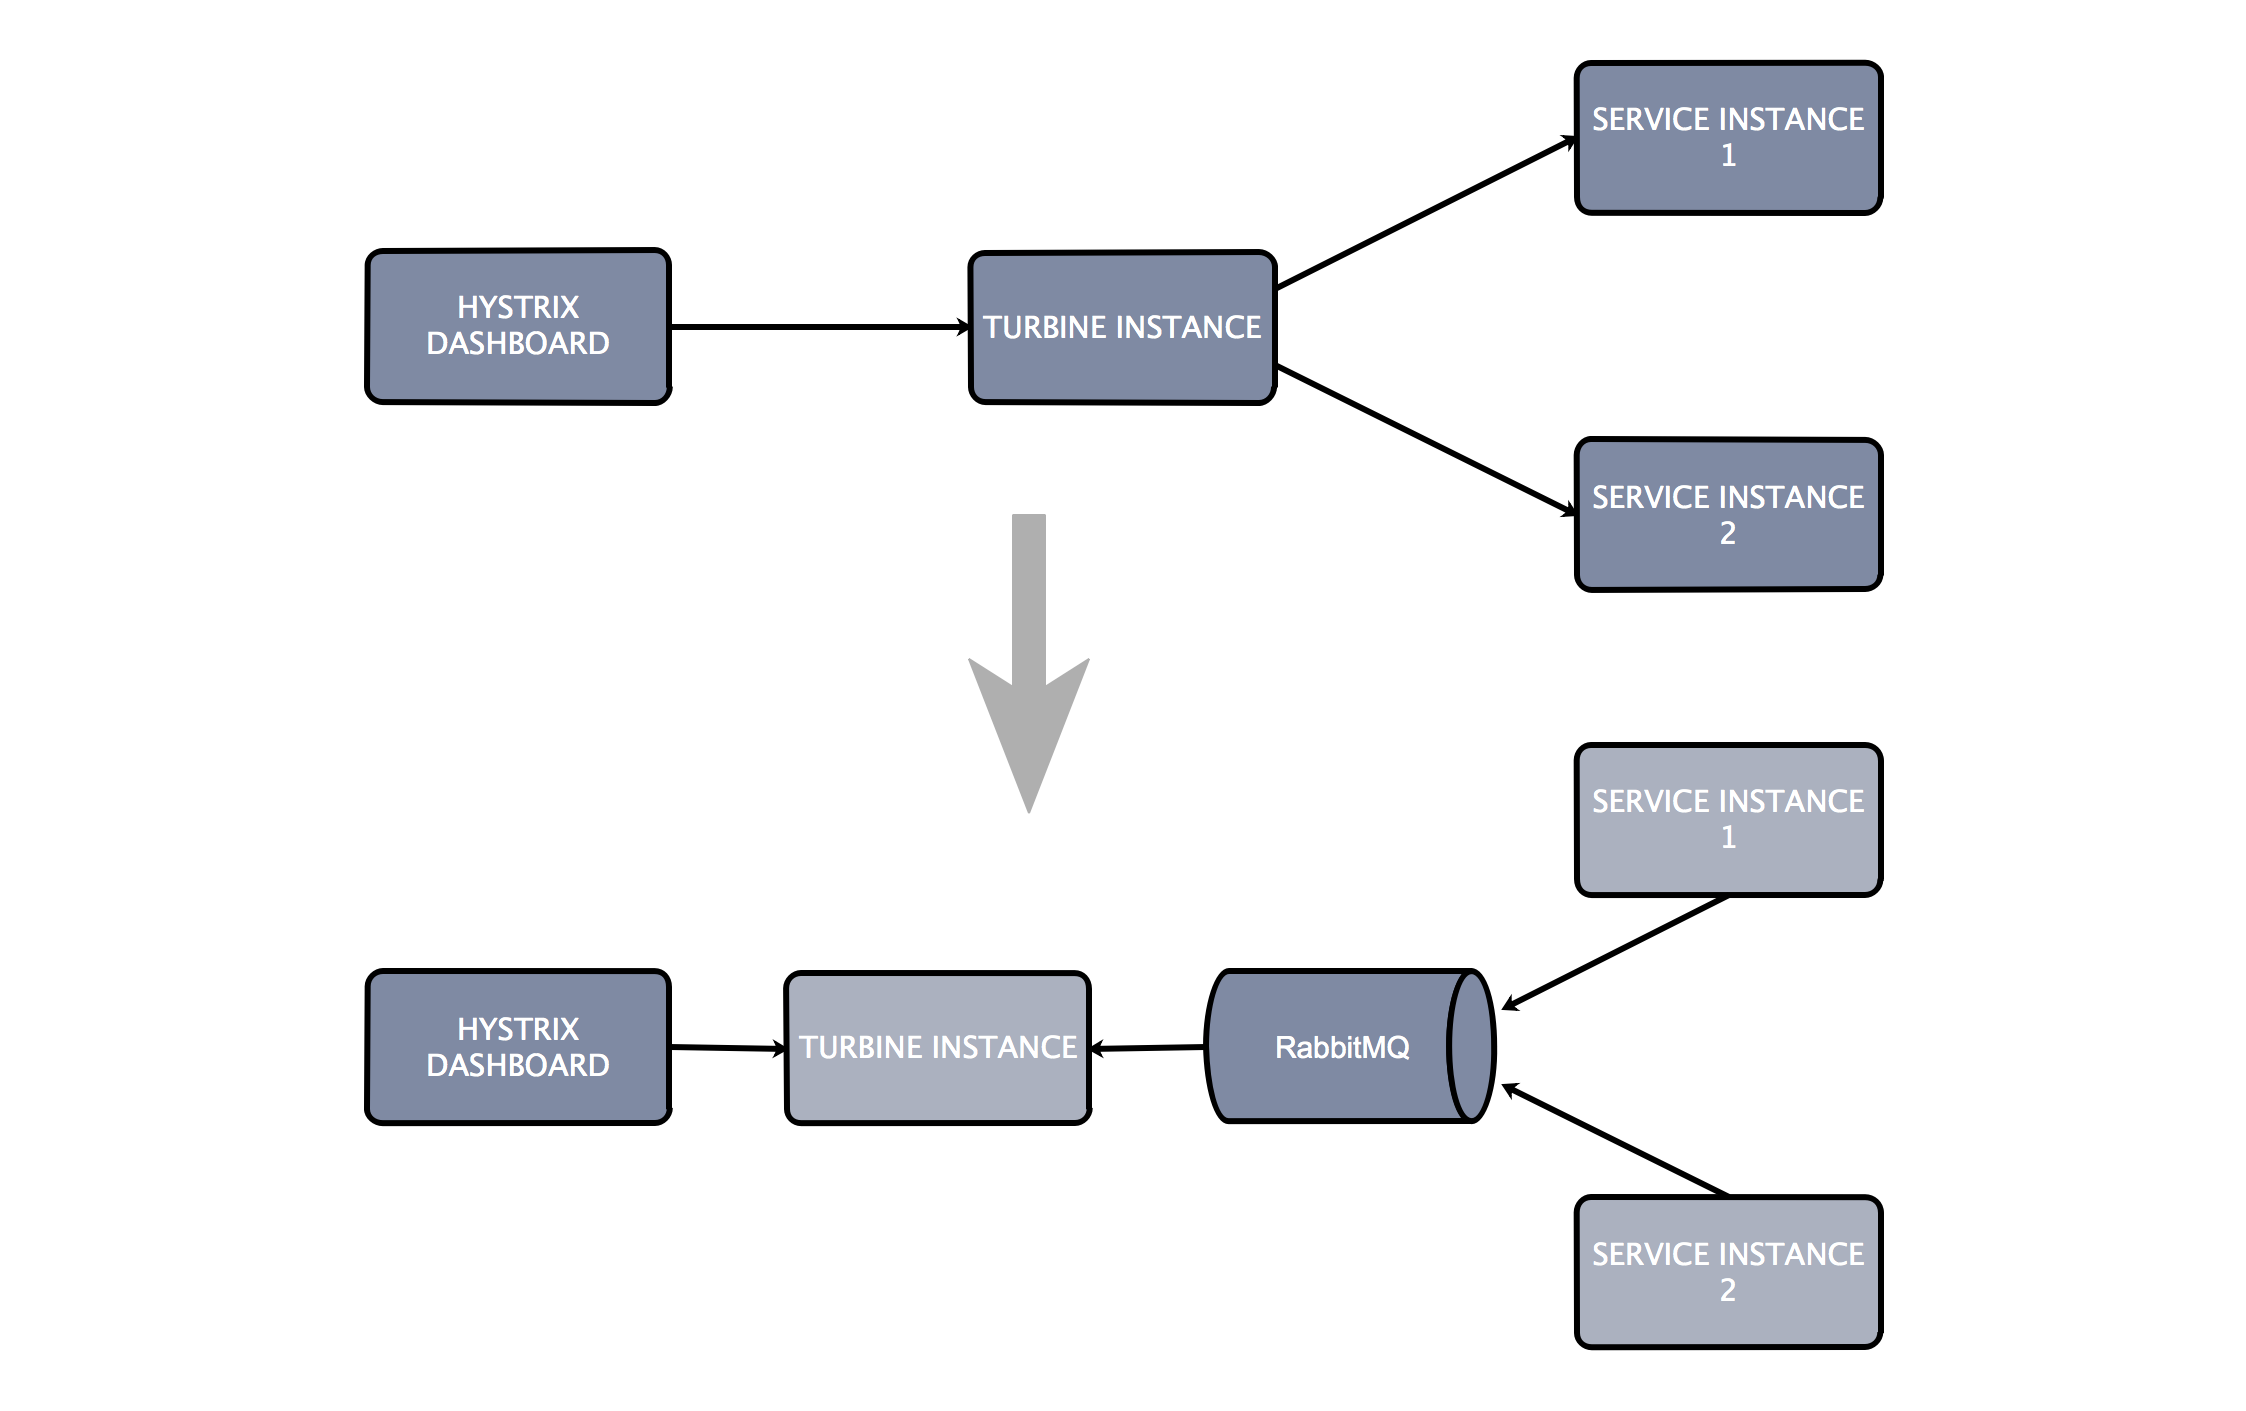 SERVICE INSTANCE
1
HYSTRIX
DASHBOARD
TURBINE INSTANCE
SERVICE INSTANCE
2
SERVICE INSTANCE
1
HYSTRIX
DASHBOARD
TURBINE INSTANCE
RabbitMQ
SERVICE INSTANCE
2